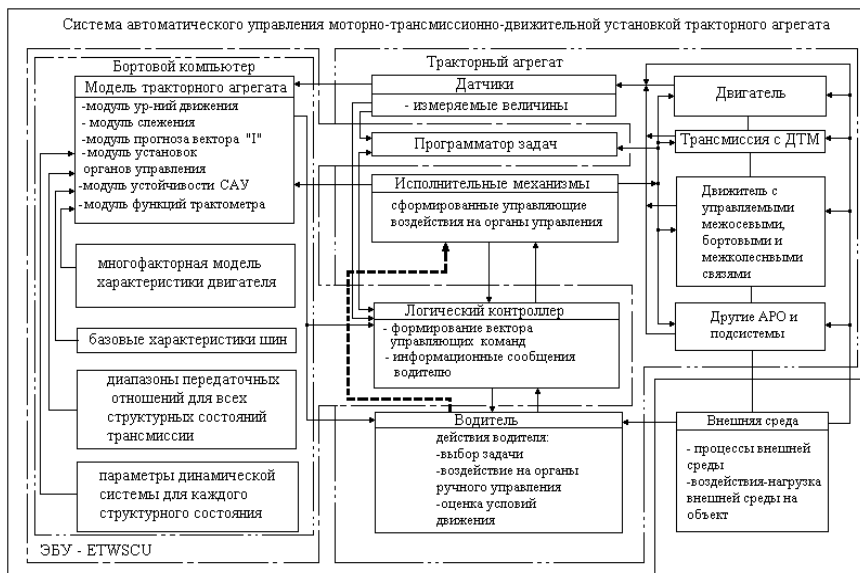 Система автоматического управления моторно-трансмиссионно-движительной установкой тракторного агрегата
Бортовой компьютер
Модель тракторного агрегата
-модуль ур-ний движения
- модуль слежения
-модуль прогноза вектора "I"
- модуль установок
органов управления
-модуль устойчивости САУ
-модуль функций трактометра
многофакторная модель
характеристики двигателя
базовые характеристики шин
диапазоны передаточных
отношений для всех
структурных состояний
трансмиссии
параметры динамической
системы для каждого
структурного состояния
ЭБУ - ETWSCU
Тракторный агрегат
Датчики
- измеряемые величины
Программатор задач
Исполнительные механизмы
сформированные управляющие
воздействия на органы управления
Логический контроллер
- формирование вектора
управляющих команд
- информационные сообщения
водителю
Водитель
действия водителя:
-выбор задачи
-воздействие на органы
ручного управления
-оценка условий
движения
Двигатель
Трансмиссия с ДТМ
Движитель с
управляемыми
межосевыми,
бортовыми и
межколесными
связями
Другие АРО и
подсистемы
Внешняя среда
- процессы внешней
среды
-воздействия-нагрузка
внешней среды на
объект